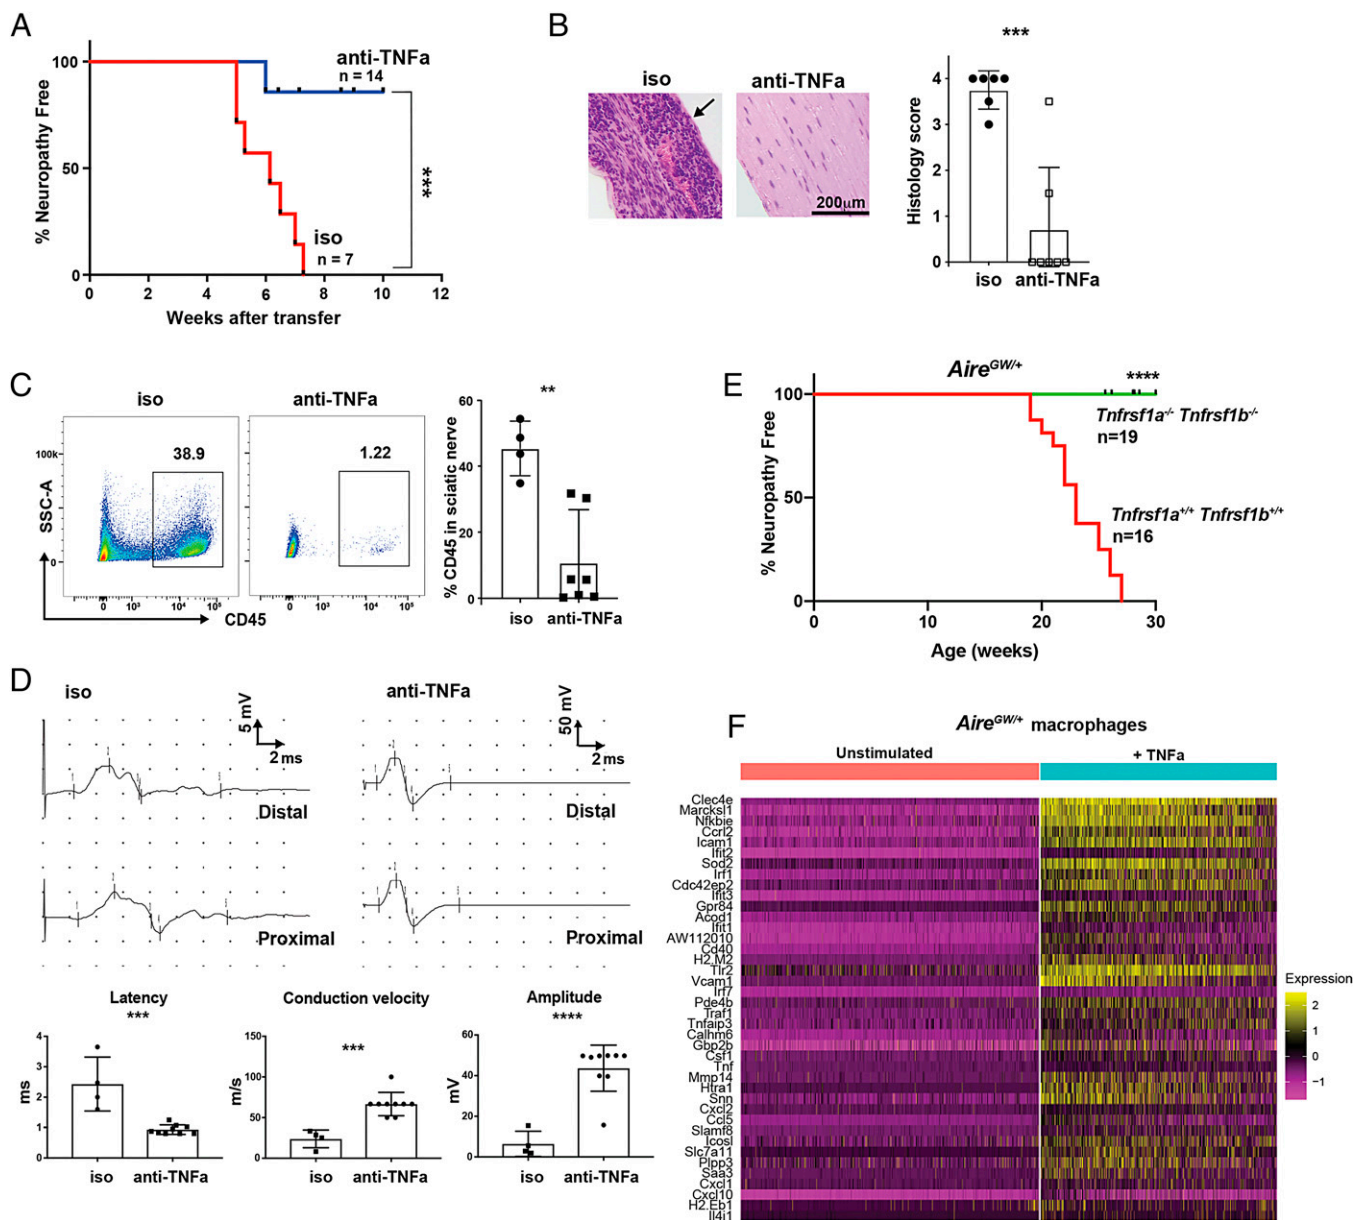 A
% Neuropathy Free
100
50
0
0 2 4 6 8 10 12
Weeks after transfer
anti-TNFa
n = 14
***
iso
n = 7
B
iso
anti-TNFa
200µm
***
Histology score
4
3
2
1
0
iso
anti-TNFa
C
iso
anti-TNFa
SSC-A
100k
0
38.9
1.22
0 10³ 10⁴ 10⁵
0 10³ 10⁴ 10⁵
CD45
**
% CD45 in sciatic nerve
60
40
20
0
iso
anti-TNFa
D
iso
5 mV
2 ms
Distal
Proximal
anti-TNFa
50 mV
2 ms
Distal
Proximal
Latency
***
ms
4
3
2
1
0
iso
anti-TNFa
Conduction velocity
***
m/s
150
100
50
0
iso
anti-TNFa
Amplitude
****
mV
60
40
20
0
iso
anti-TNFa
E
Aire^GW/+
****
% Neuropathy Free
100
50
0
Tnfrsf1a⁻/⁻ Tnfrsf1b⁻/⁻
n=19
Tnfrsf1a⁺/⁺ Tnfrsf1b⁺/⁺
n=16
0 10 20 30
Age (weeks)
F
Aire^GW/+ macrophages
Unstimulated
+ TNFa
Clec4e
Marcksl1
Nfkbie
Ccrl2
Icam1
Ifit2
Sod2
Irf1
Cdc42ep2
Ifit3
Gpr84
Acod1
Ifit1
AW112010
Cd40
H2.M2
Tlr2
Vcam1
Irf7
Pde4b
Traf1
Tnfaip3
Calhm6
Gbp2b
Csf1
Tnf
Mmp14
Htra1
Snn
Cxcl2
Ccl5
Slamf8
Icosl
Slc7a11
Plpp3
Saa3
Cxcl1
Cxcl10
H2.Eb1
Il4i1
Expression
2
1
0
−1